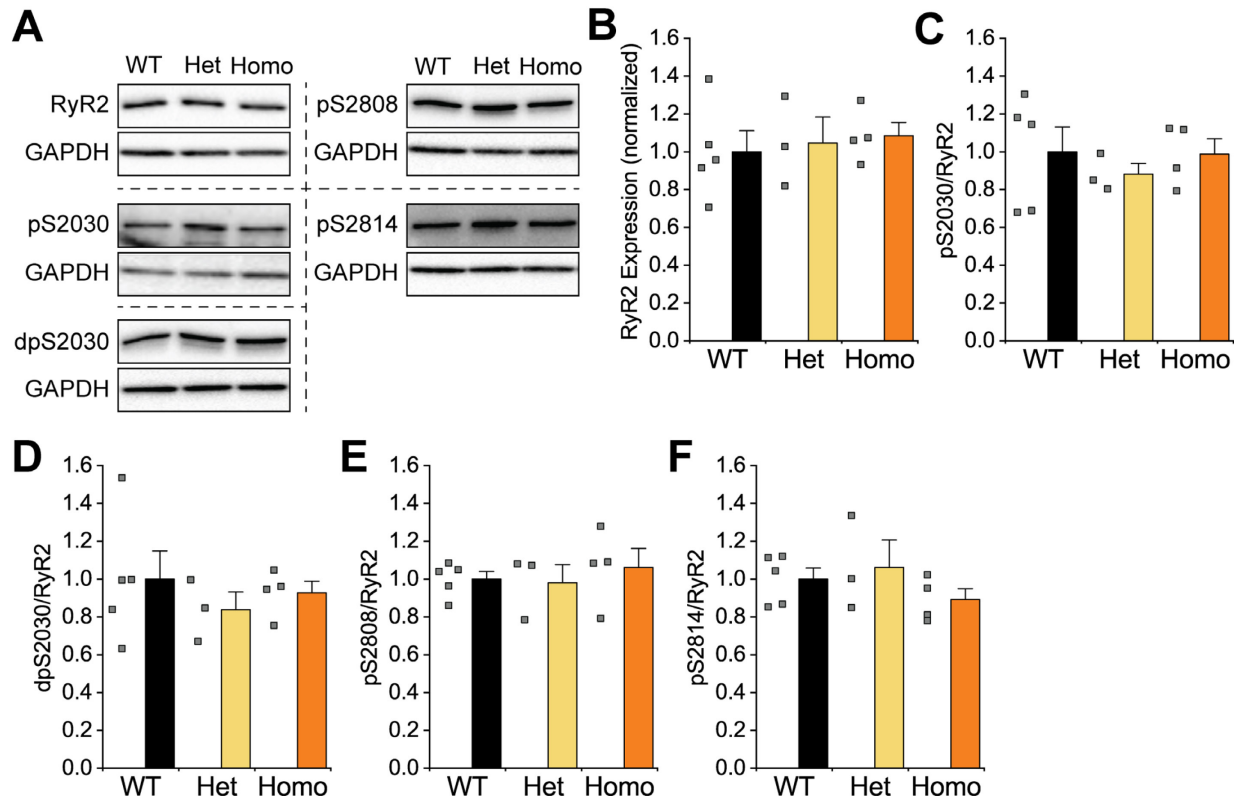 A
WT Het Homo
RyR2
GAPDH
pS2030
GAPDH
dpS2030
GAPDH
WT Het Homo
pS2808
GAPDH
pS2814
GAPDH
B
RyR2 Expression (normalized)
1.6
1.4
1.2
1.0
0.8
0.6
0.4
0.2
0.0
WT Het Homo
C
pS2030/RyR2
1.6
1.4
1.2
1.0
0.8
0.6
0.4
0.2
0.0
WT Het Homo
D
dpS2030/RyR2
1.6
1.4
1.2
1.0
0.8
0.6
0.4
0.2
0.0
WT Het Homo
E
pS2808/RyR2
1.6
1.4
1.2
1.0
0.8
0.6
0.4
0.2
0.0
WT Het Homo
F
pS2814/RyR2
1.6
1.4
1.2
1.0
0.8
0.6
0.4
0.2
0.0
WT Het Homo